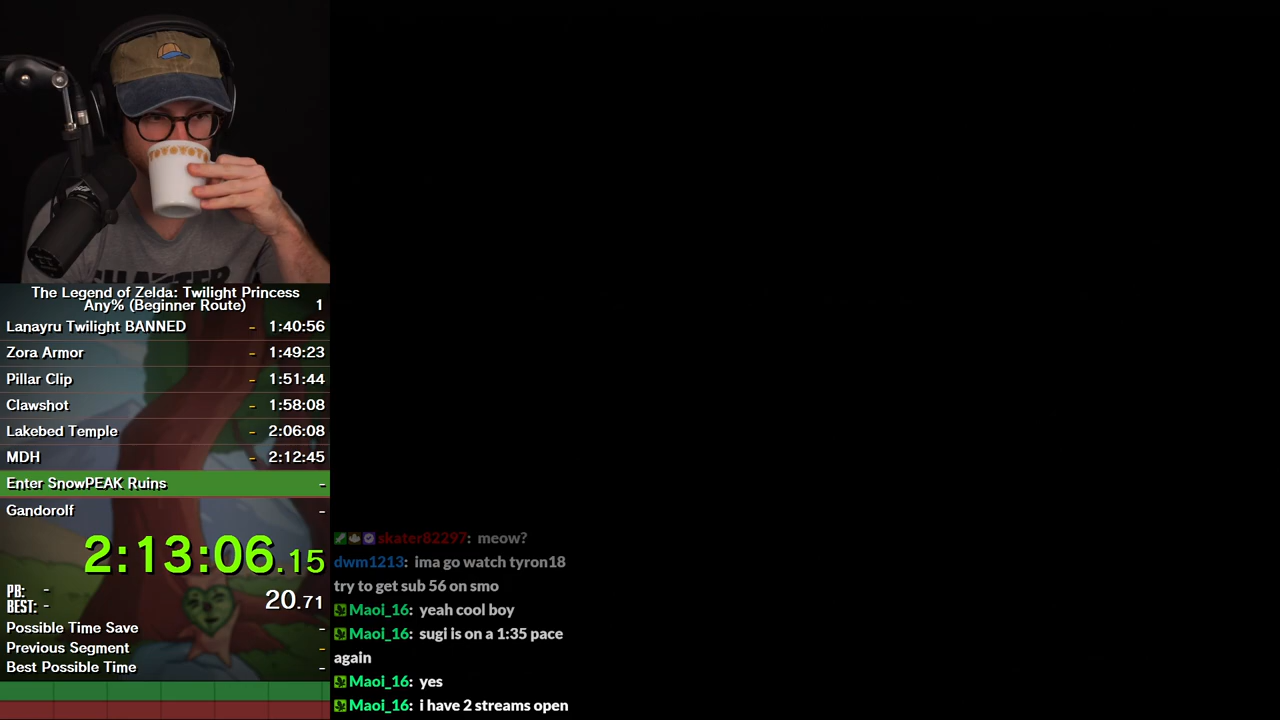 The Legend of Zelda: Twilight Princess
Any% (Beginner Route) 1
Lanayru Twilight BANNED - 1:40:56
Zora Armor - 1:49:23
Pillar Clip - 1:51:44
Clawshot - 1:58:08
Lakebed Temple - 2:06:08
MDH - 2:12:45
Enter SnowPEAK Ruins -
Gandorolf -
2:13:06.15
PB: -
BEST: -
20.71
Possible Time Save -
Previous Segment -
Best Possible Time -
skater82297: meow?
dwm1213: ima go watch tyron18
try to get sub 56 on smo
Maoi_16: yeah cool boy
Maoi_16: sugi is on a 1:35 pace
again
Maoi_16: yes
Maoi_16: i have 2 streams open